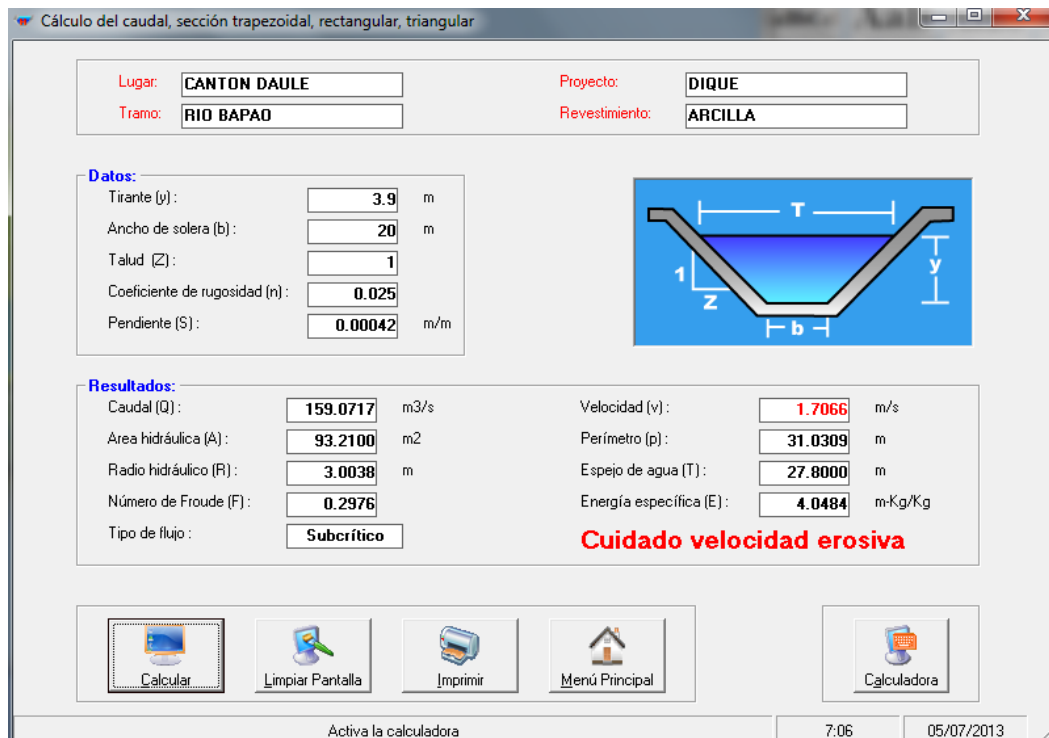 Cálculo del caudal, sección trapezoidal, rectangular, triangular
Lugar: CANTON DAULE Proyecto: DIQUE
Tramo: RIO BAPAO Revestimiento: ARCILLA
Datos:
Tirante (y) : 3.9 m
Ancho de solera (b) : 20 m
Talud (Z) : 1
Coeficiente de rugosidad (n) : 0.025
Pendiente (S) : 0.00042 m/m
T
1
Z
y
b
Resultados:
Caudal (Q) : 159.0717 m3/s Velocidad (v) : 1.7066 m/s
Area hidráulica (A) : 93.2100 m2 Perímetro (p) : 31.0309 m
Radio hidráulico (R) : 3.0038 m Espejo de agua (T) : 27.8000 m
Número de Froude (F) : 0.2976 Energía específica (E) : 4.0484 m-Kg/Kg
Tipo de flujo : Subcrítico Cuidado velocidad erosiva
Calcular Limpiar Pantalla Imprimir Menú Principal Calculadora
Activa la calculadora 7:06 05/07/2013